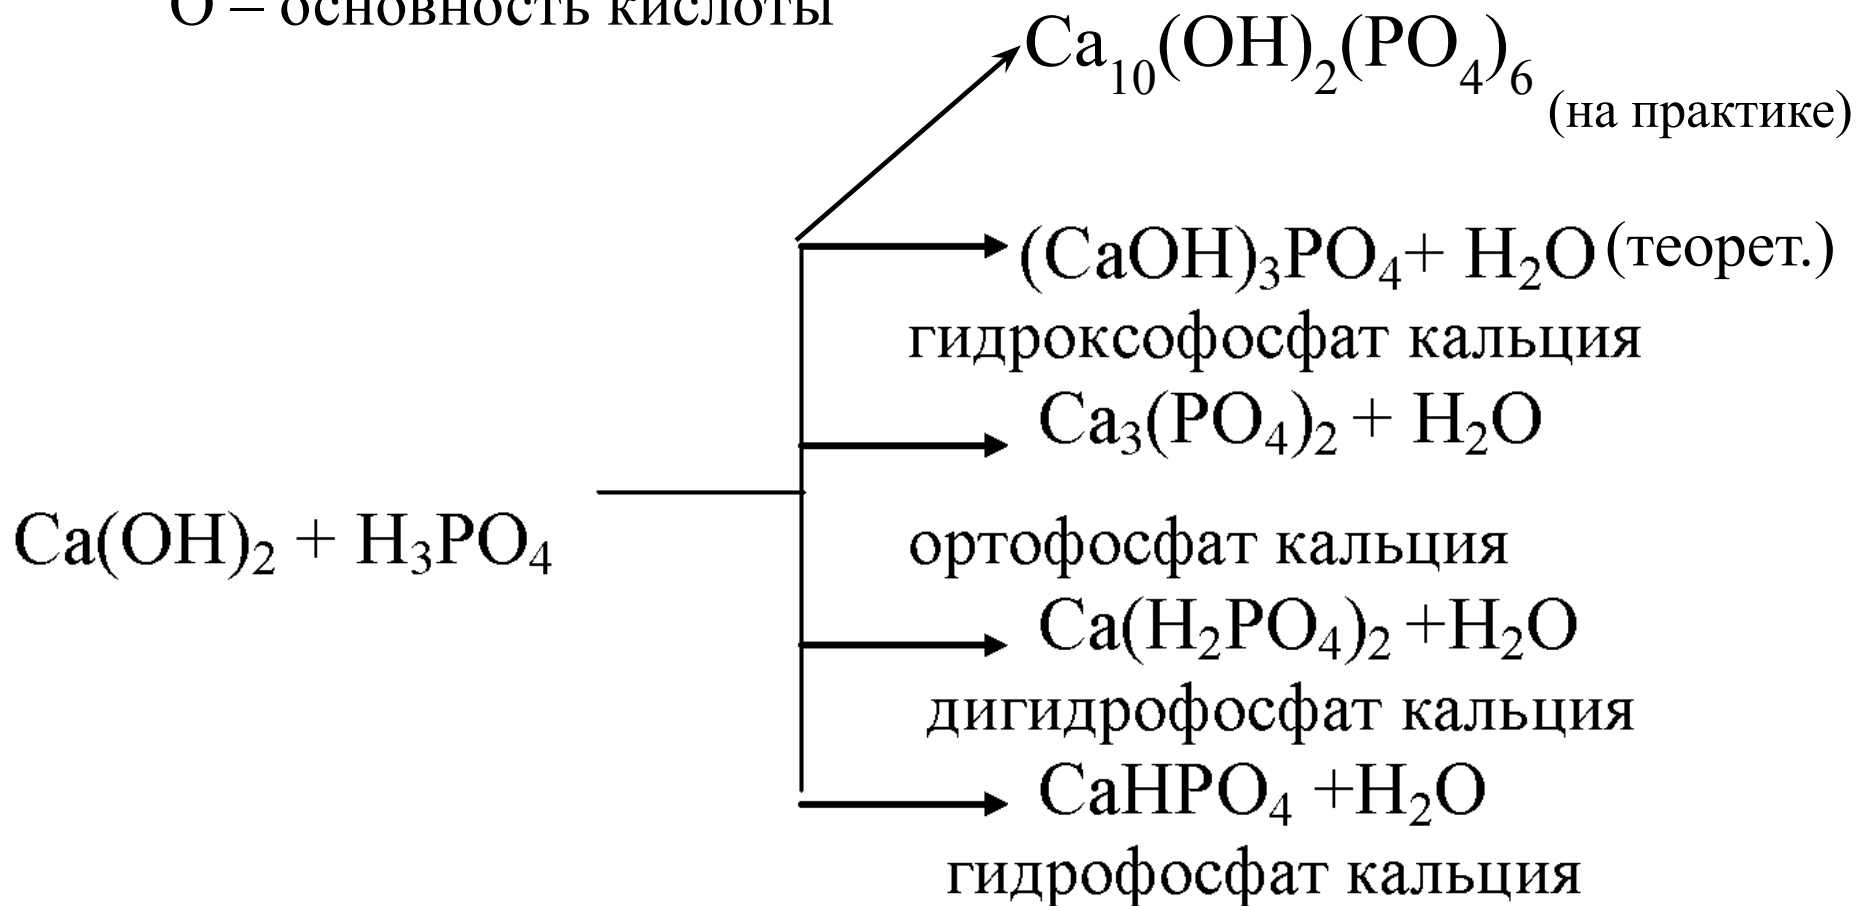 О – основность кислоты
Ca₁₀(OH)₂(PO₄)₆ (на практике)
(CaOH)₃PO₄+ H₂O (теорет.)
гидроксофосфат кальция
Ca₃(PO₄)₂ + H₂O
Ca(OH)₂ + H₃PO₄
ортофосфат кальция
Ca(H₂PO₄)₂ +H₂O
дигидрофосфат кальция
CaHPO₄ +H₂O
гидрофосфат кальция